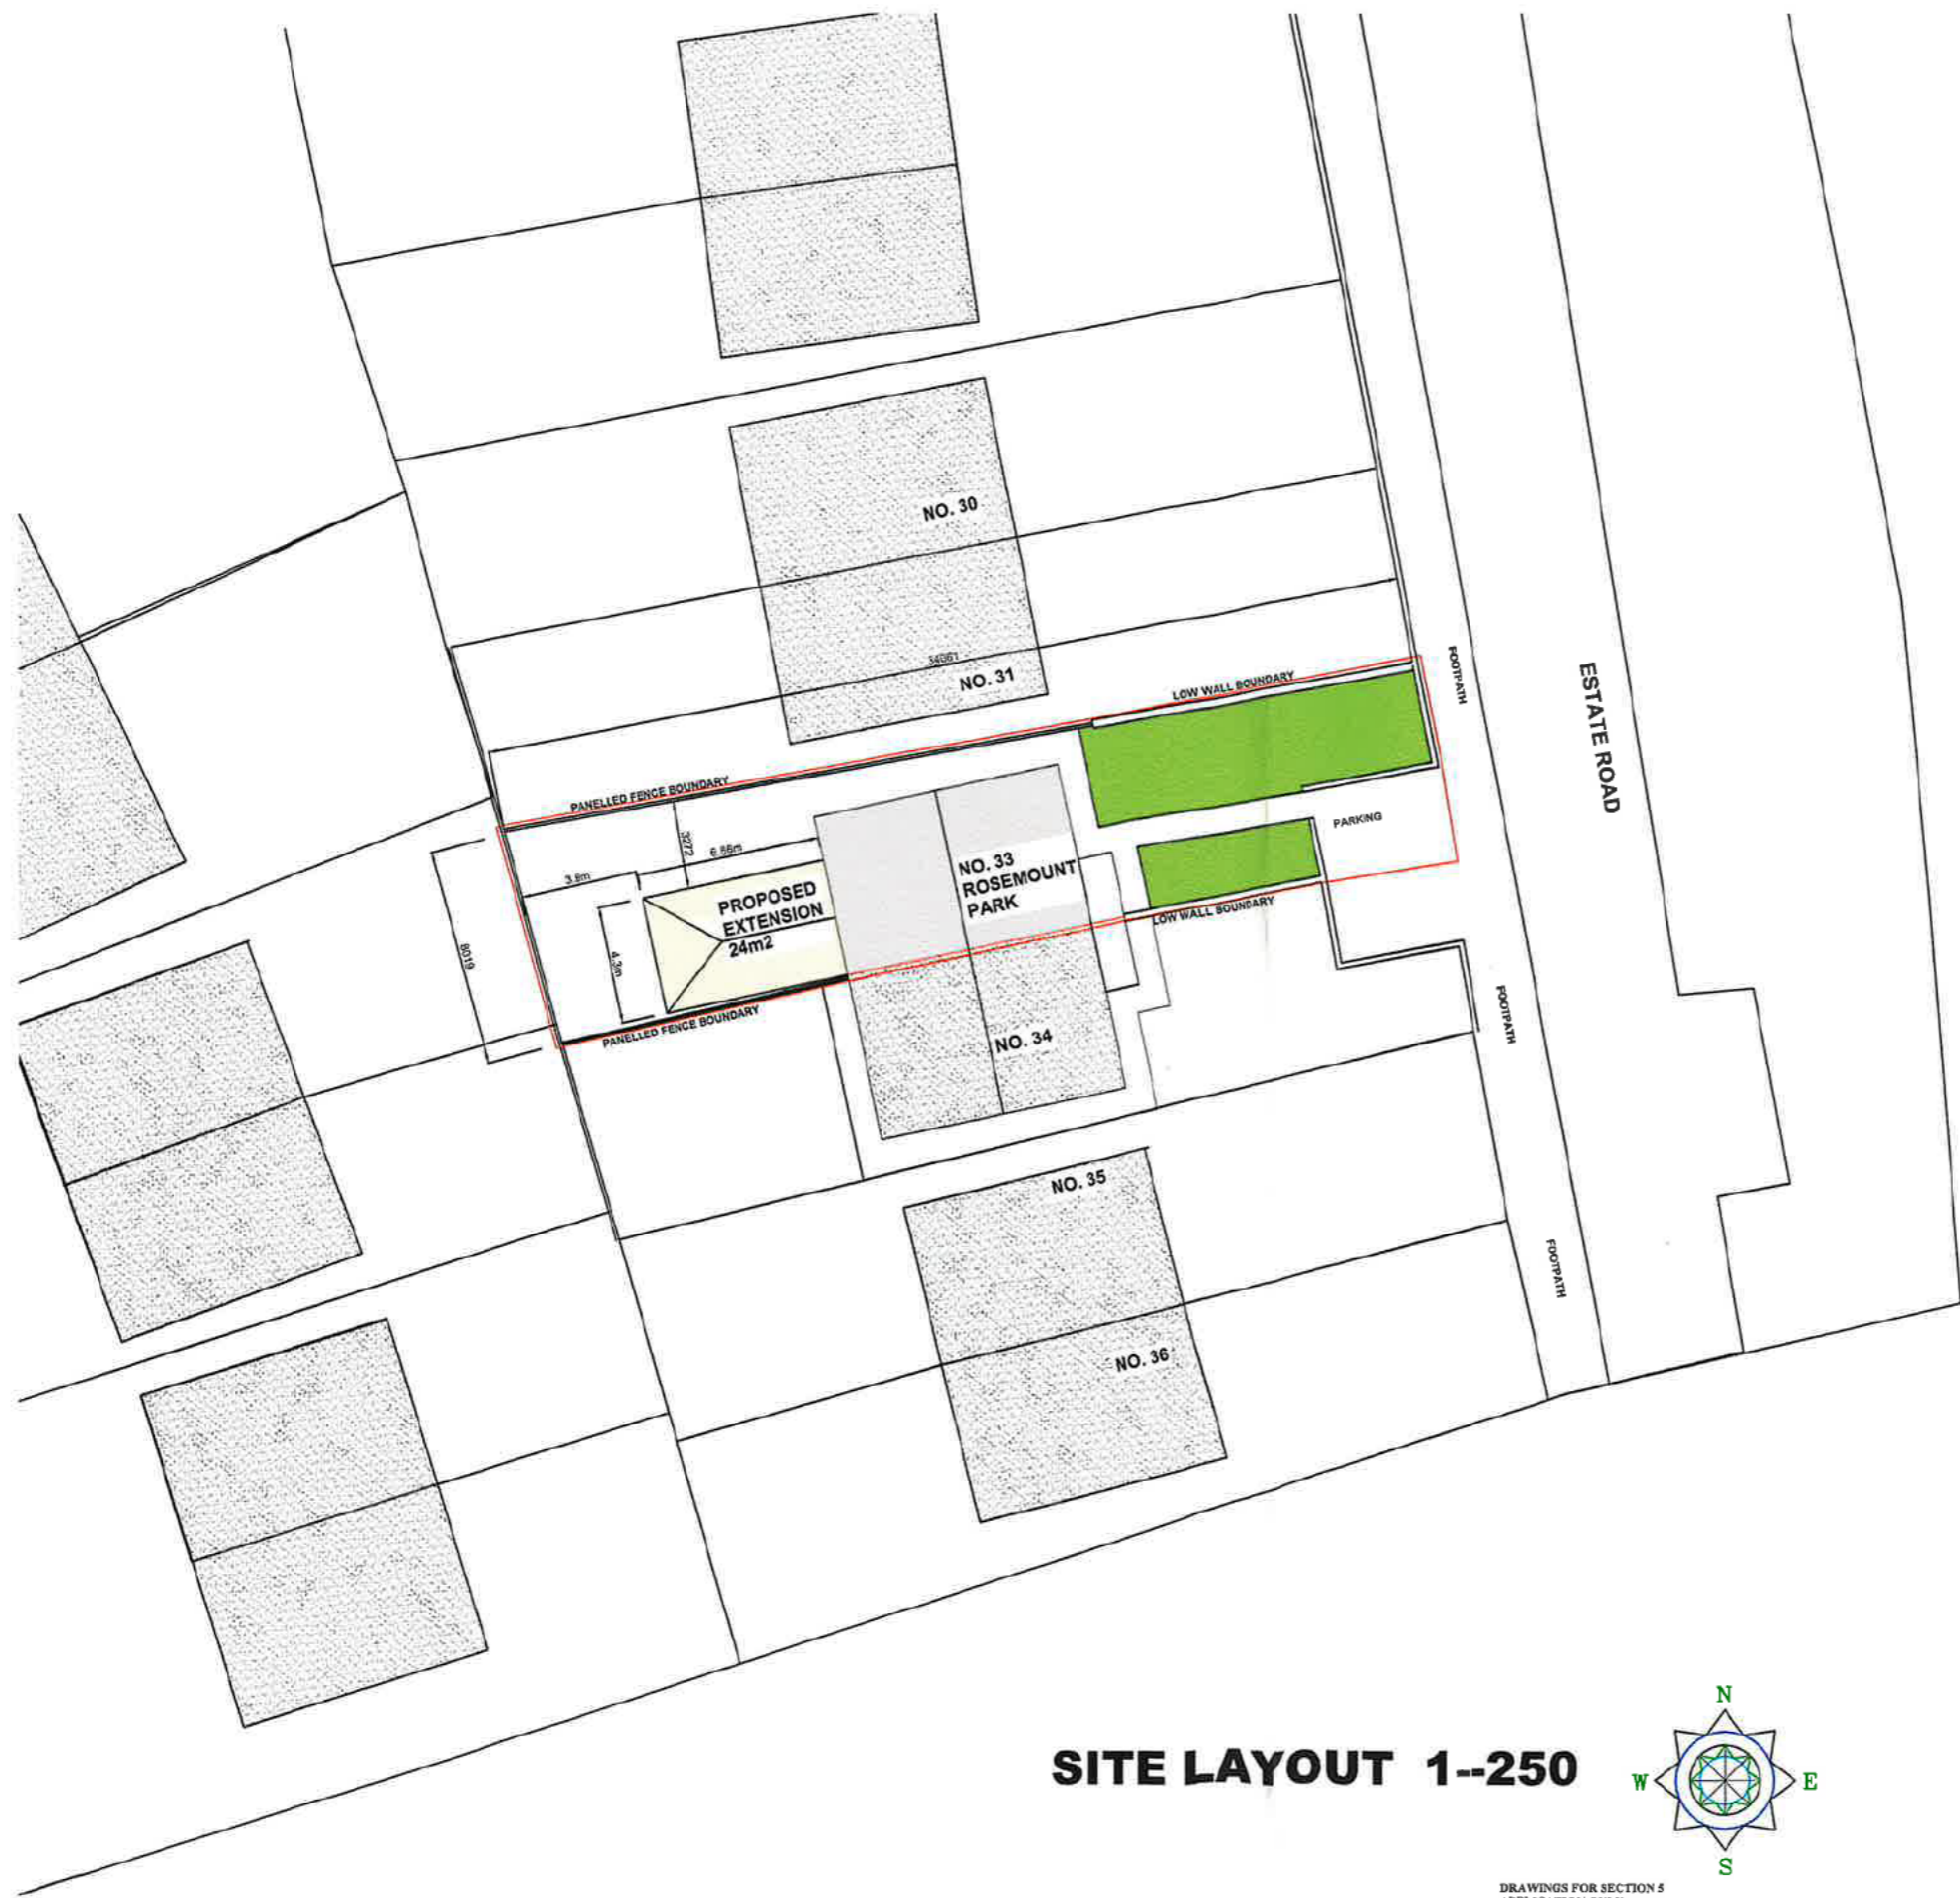 NO. 30
34061
NO. 31
FOOTPATH
LOW WALL BOUNDARY
ESTATE ROAD
PANELLED FENCE BOUNDARY
3272
6.86m
PARKING
3.8m
NO. 33
ROSEMOUNT
PARK
PROPOSED
EXTENSION
24m2
LOW WALL BOUNDARY
8019
4.3m
PANELLED FENCE BOUNDARY
FOOTPATH
NO. 34
NO. 35
FOOTPATH
NO. 36
SITE LAYOUT 1--250
N
W
E
S
DRAWINGS FOR SECTION 5